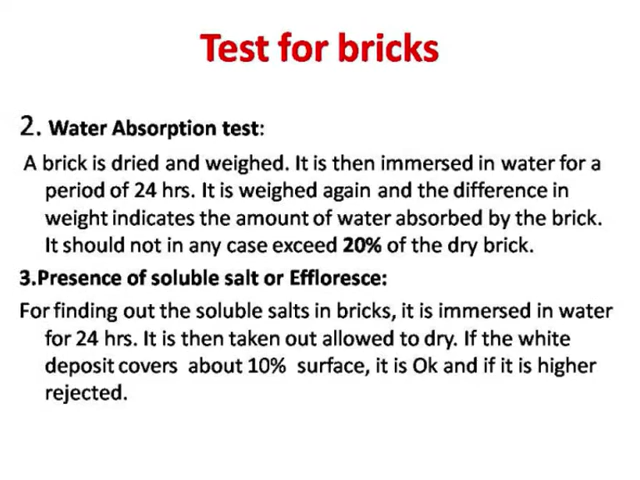 Test for bricks
2. Water Absorption test:
A brick is dried and weighed. It is then immersed in water for a
period of 24 hrs. It is weighed again and the difference in
weight indicates the amount of water absorbed by the brick.
It should not in any case exceed 20% of the dry brick.
3.Presence of soluble salt or Effloresce:
For finding out the soluble salts in bricks, it is immersed in water
for 24 hrs. It is then taken out allowed to dry. If the white
deposit covers about 10% surface, it is Ok and if it is higher
rejected.